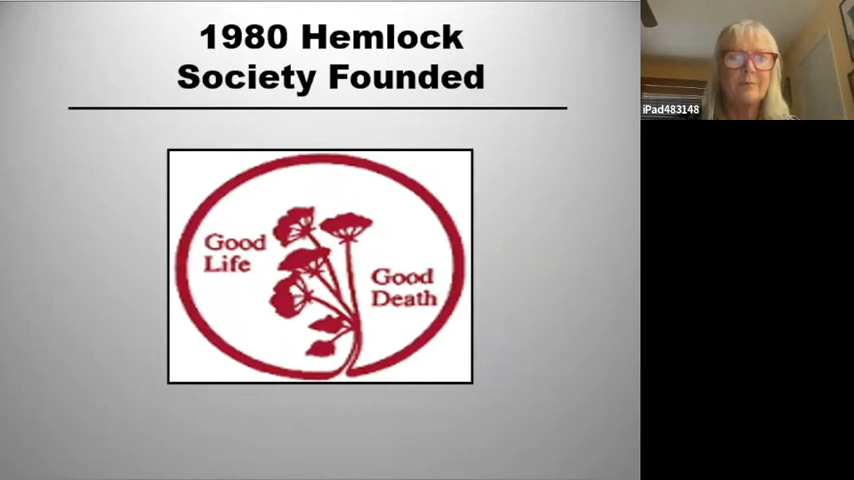 1980 Hemlock
Society Founded
Good
Life
Good
Death
iPad483148